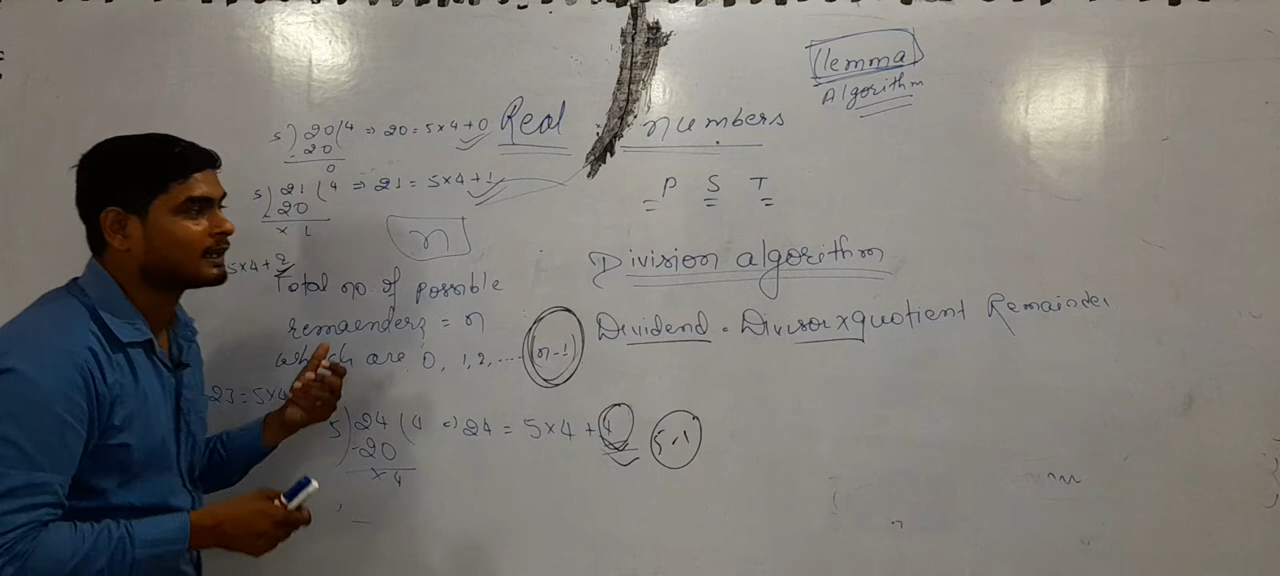 lemma
Algorithm
Real numbers
5)20(4 ⇒ 20 = 5×4+0
- 20
0
5)21(4 ⇒ 21 = 5×4+1
20
× 1
P S T
n
5×4+2
Division algorithm
Total no of possible
remaenders = n
which are 0, 1, 2, .... (n-1)
Dividend = Divisor×quotient Remainder
23=5×4
5)24(4 ⇒ 24 = 5×4+4
-20
×4
5-1